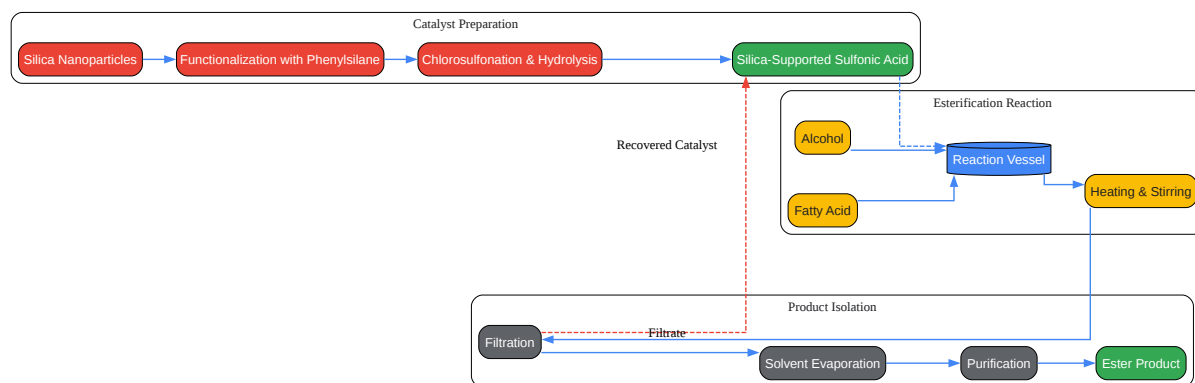 Catalyst Preparation
Silica Nanoparticles
Functionalization with Phenylsilane
Chlorosulfonation & Hydrolysis
Silica-Supported Sulfonic Acid
Esterification Reaction
Alcohol
Recovered Catalyst
Reaction Vessel
Heating & Stirring
Fatty Acid
Product Isolation
Filtrate
Filtration
Solvent Evaporation
Purification
Ester Product